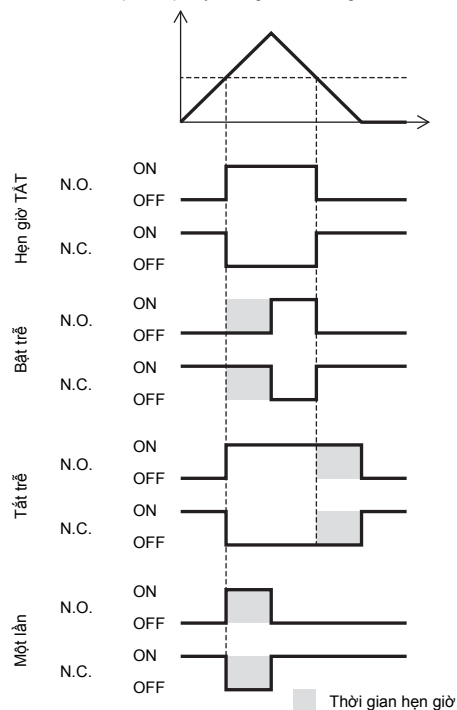 Hẹn giờ TẮT
N.O.
ON
OFF
N.C.
ON
OFF
Bật trễ
N.O.
ON
OFF
N.C.
ON
OFF
Tắt trễ
N.O.
ON
OFF
N.C.
ON
OFF
Một lần
N.O.
ON
OFF
N.C.
ON
OFF
Thời gian hẹn giờ